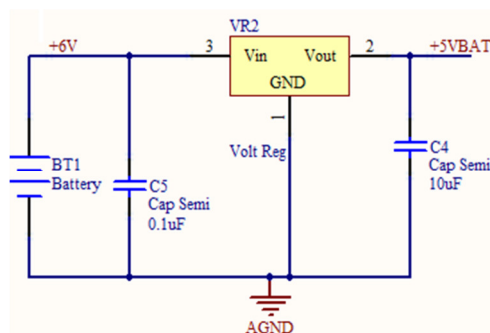 VR2
+6V
3
Vin
Vout
2
+5VBAT
GND
1
Volt Reg
BT1
Battery
C5
Cap Semi
0.1uF
C4
Cap Semi
10uF
AGND